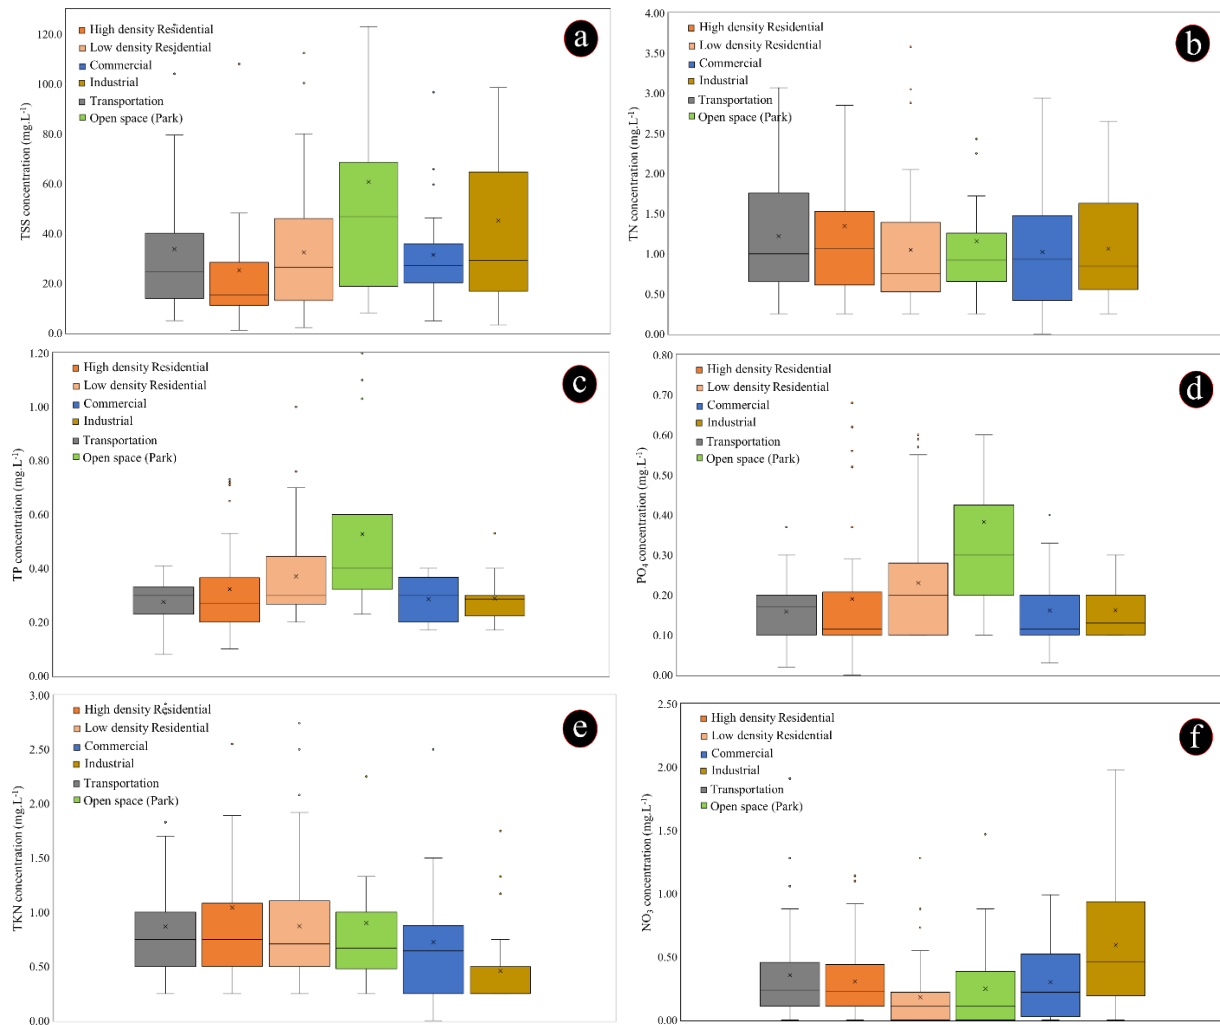 a
TSS concentration (mg.L-1)
120.0
100.0
80.0
60.0
40.0
20.0
0.0
High density Residential
Low density Residential
Commercial
Industrial
Transportation
Open space (Park)
b
TN concentration (mg.L-1)
4.00
3.50
3.00
2.50
2.00
1.50
1.00
0.50
0.00
High density Residential
Low density Residential
Commercial
Industrial
Transportation
Open space (Park)
c
TP concentration (mg.L-1)
1.20
1.00
0.80
0.60
0.40
0.20
0.00
High density Residential
Low density Residential
Commercial
Industrial
Transportation
Open space (Park)
d
PO4 concentration (mg.L-1)
0.80
0.70
0.60
0.50
0.40
0.30
0.20
0.10
0.00
High density Residential
Low density Residential
Commercial
Industrial
Transportation
Open space (Park)
e
TKN concentration (mg.L-1)
3.00
2.50
2.00
1.50
1.00
0.50
0.00
High density Residential
Low density Residential
Commercial
Industrial
Transportation
Open space (Park)
f
NO3 concentration (mg.L-1)
2.50
2.00
1.50
1.00
0.50
0.00
High density Residential
Low density Residential
Commercial
Industrial
Transportation
Open space (Park)